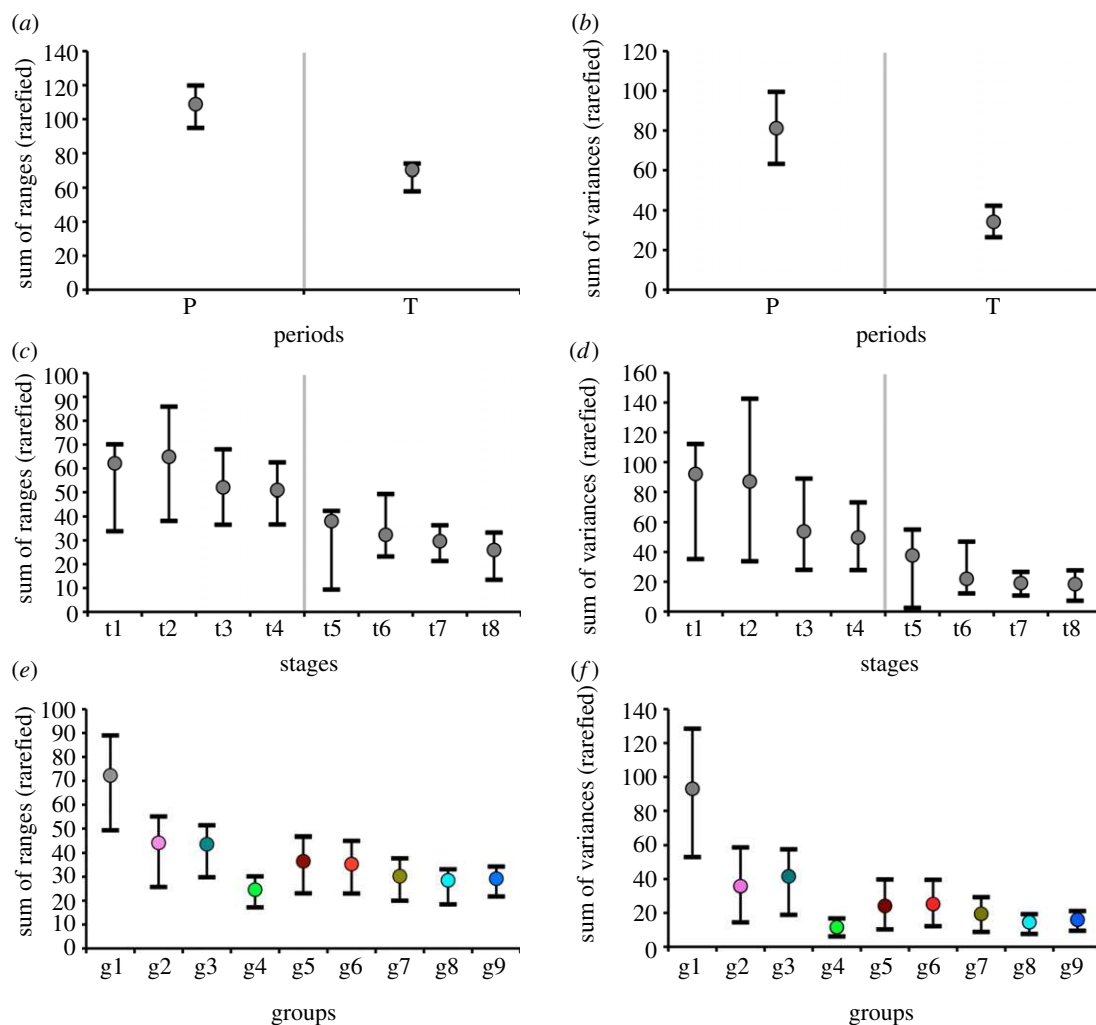 (a)
140
120
100
80
60
40
20
0
sum of ranges (rarefied)
P T
periods
(b)
120
100
80
60
40
20
0
sum of variances (rarefied)
P T
periods
(c)
100
90
80
70
60
50
40
30
20
10
0
sum of ranges (rarefied)
t1 t2 t3 t4 t5 t6 t7 t8
stages
(d)
160
140
120
100
80
60
40
20
0
sum of variances (rarefied)
t1 t2 t3 t4 t5 t6 t7 t8
stages
(e)
100
90
80
70
60
50
40
30
20
10
0
sum of ranges (rarefied)
g1 g2 g3 g4 g5 g6 g7 g8 g9
groups
(f)
140
120
100
80
60
40
20
0
sum of variances (rarefied)
g1 g2 g3 g4 g5 g6 g7 g8 g9
groups